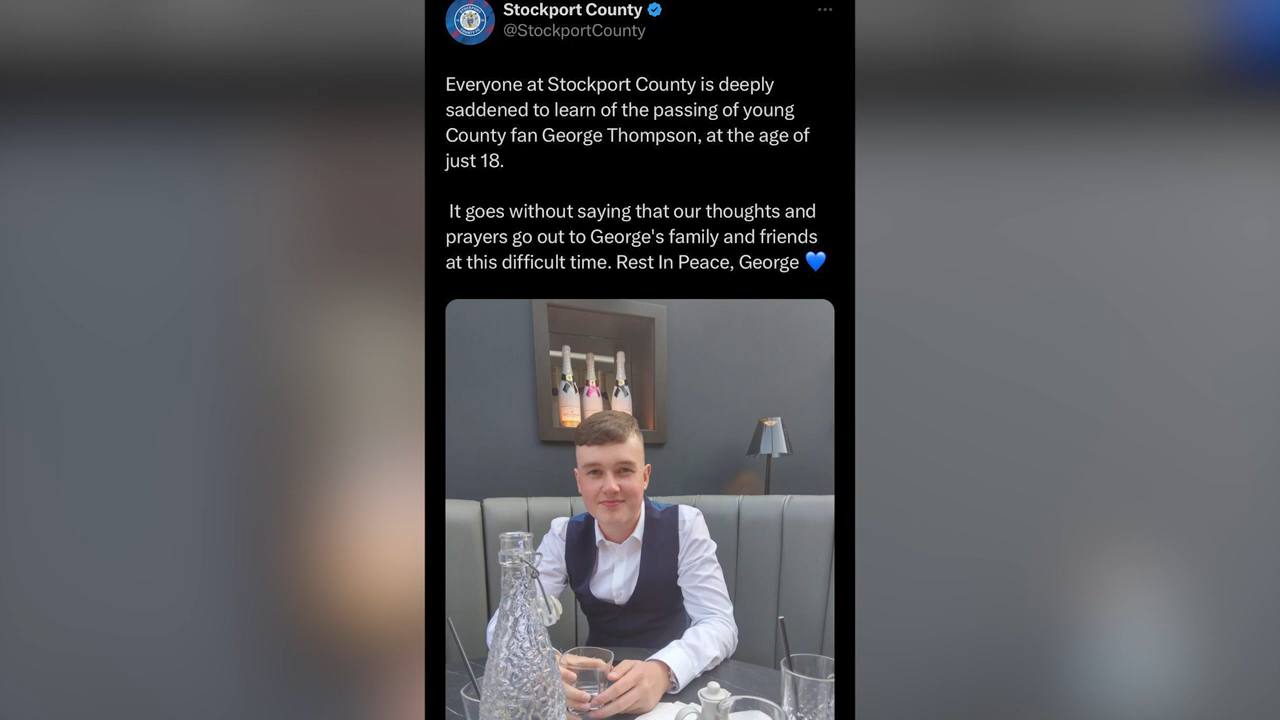 Stockport County
@StockportCounty
Everyone at Stockport County is deeply
saddened to learn of the passing of young
County fan George Thompson, at the age of
just 18.
It goes without saying that our thoughts and
prayers go out to George's family and friends
at this difficult time. Rest In Peace, George 💙